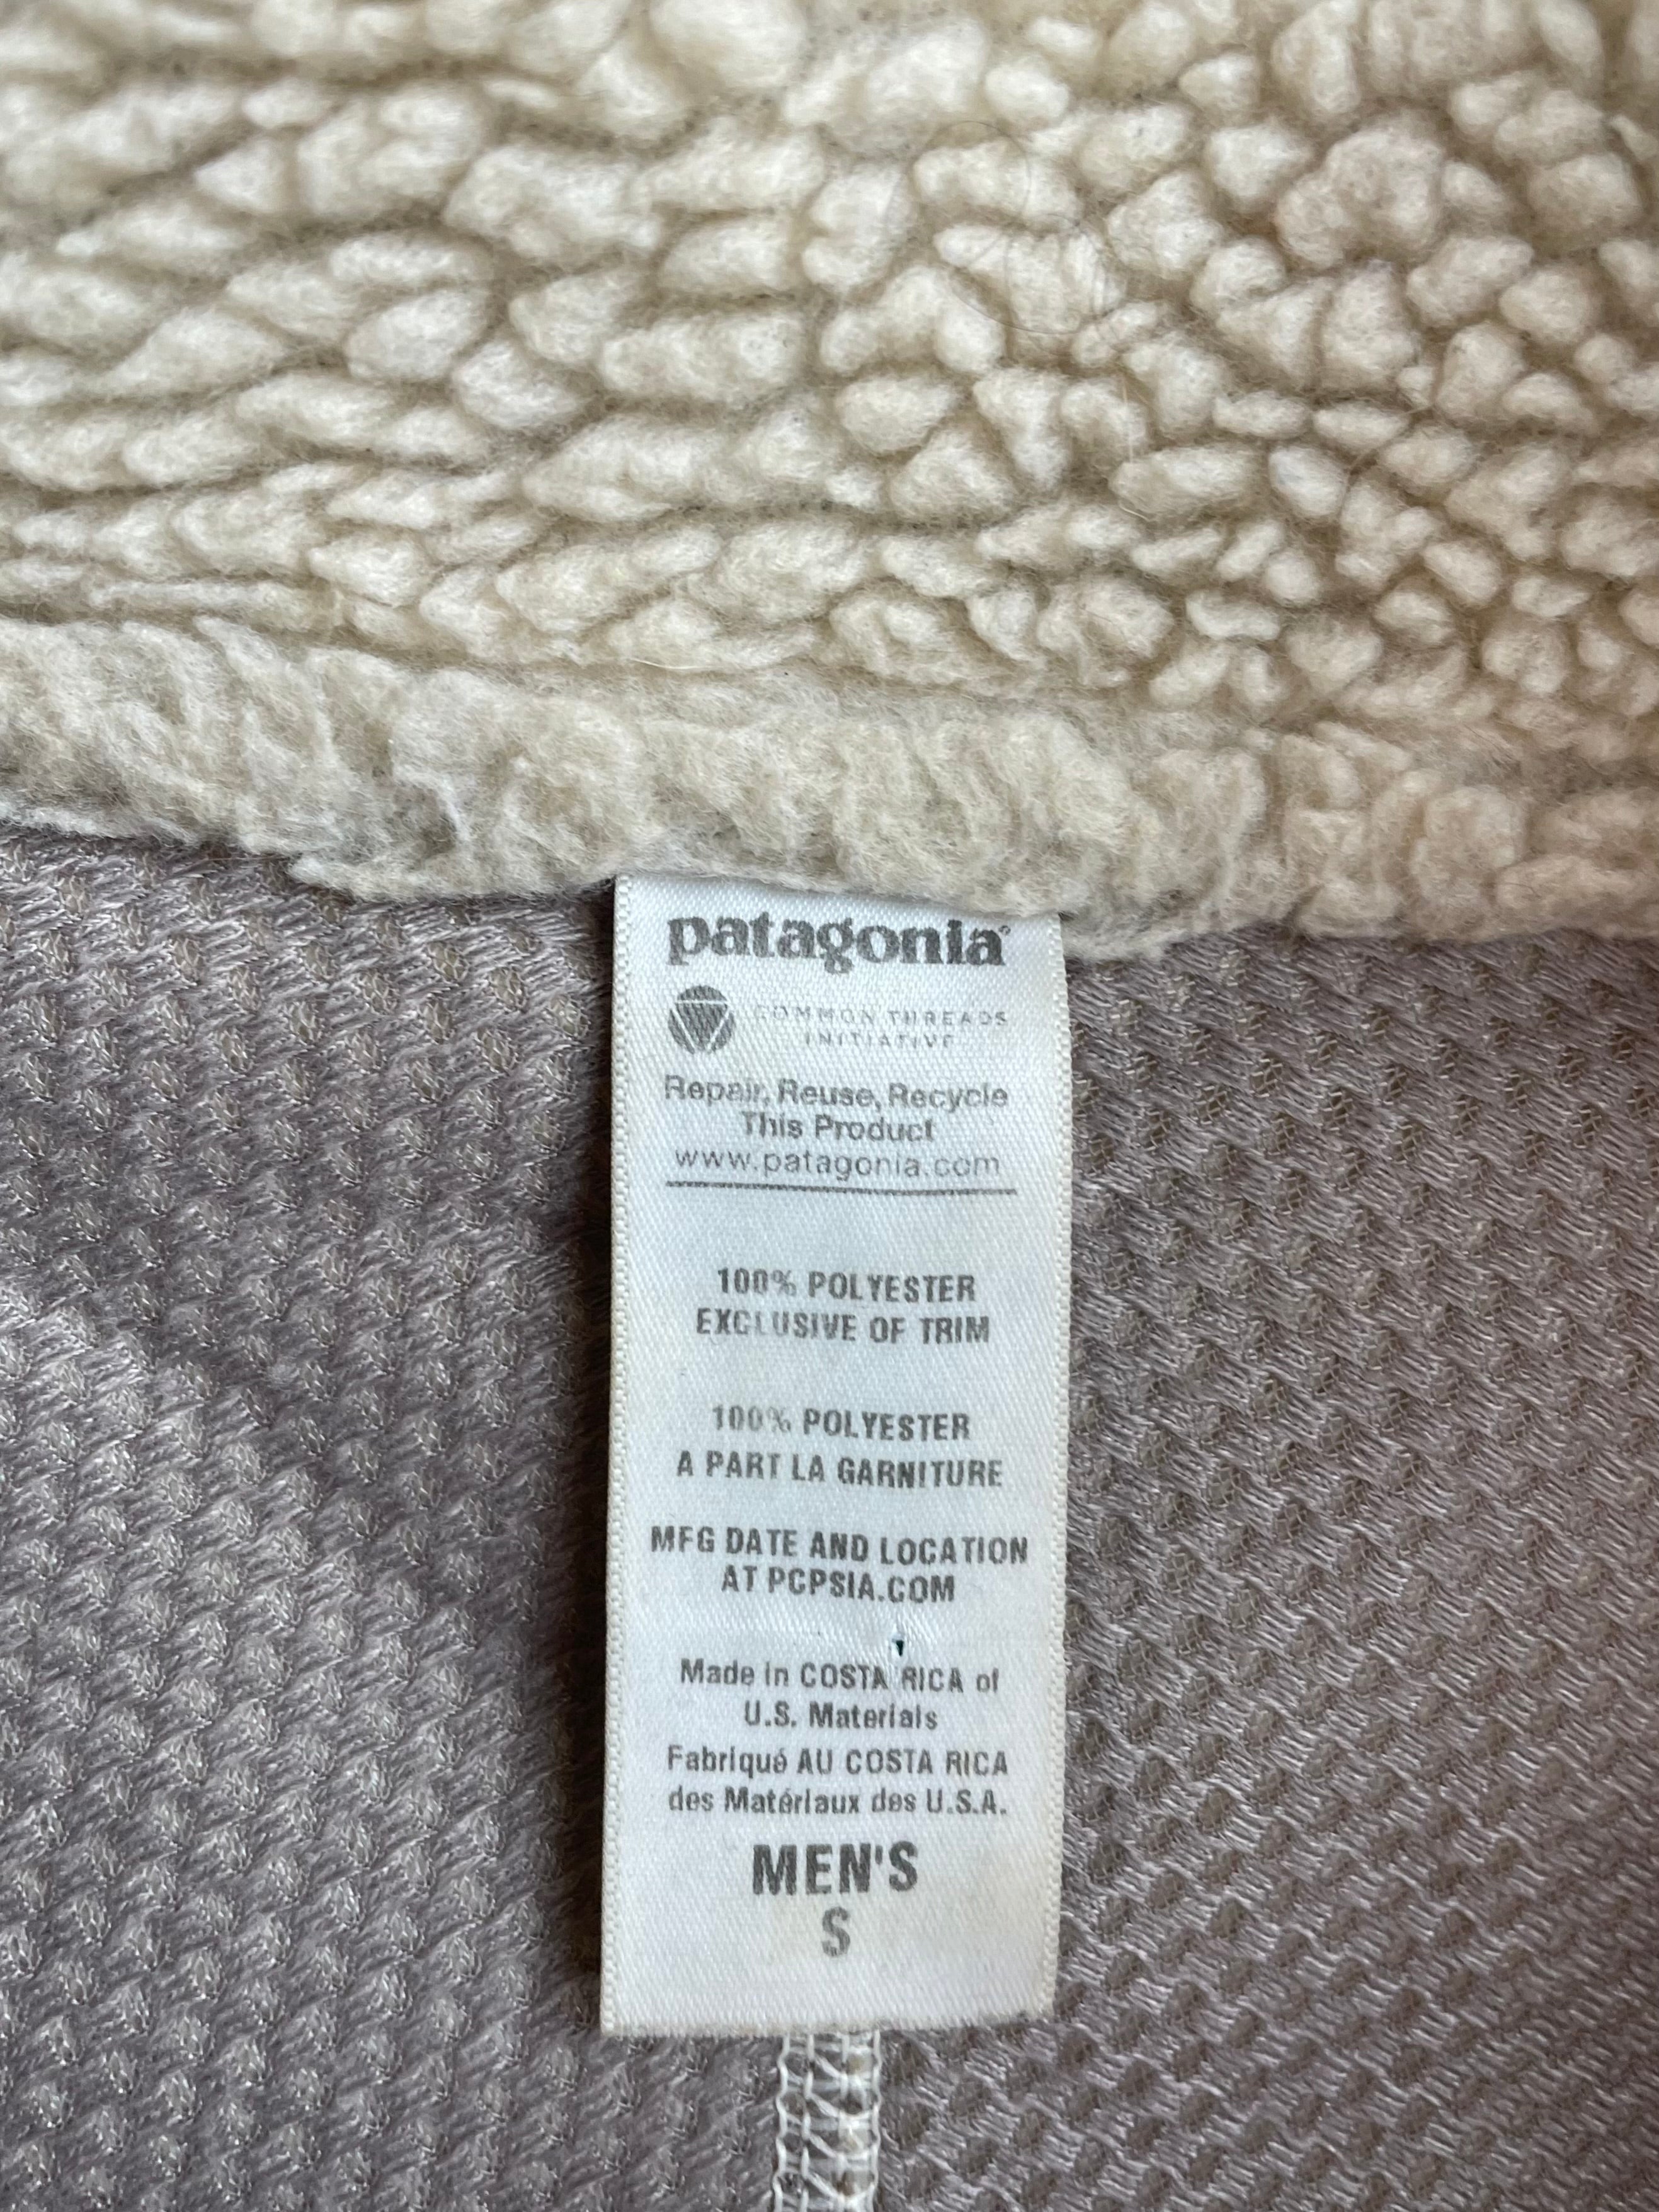 patagonia®
COMMON THREADS
INITIATIVE
Repair, Reuse, Recycle
This Product
www.patagonia.com
100% POLYESTER
EXCLUSIVE OF TRIM
100% POLYESTER
A PART LA GARNITURE
MFG DATE AND LOCATION
AT PCPSIA.COM
Made in COSTA RICA of
U.S. Materials
Fabriqué AU COSTA RICA
des Matériaux des U.S.A.
MEN'S
S